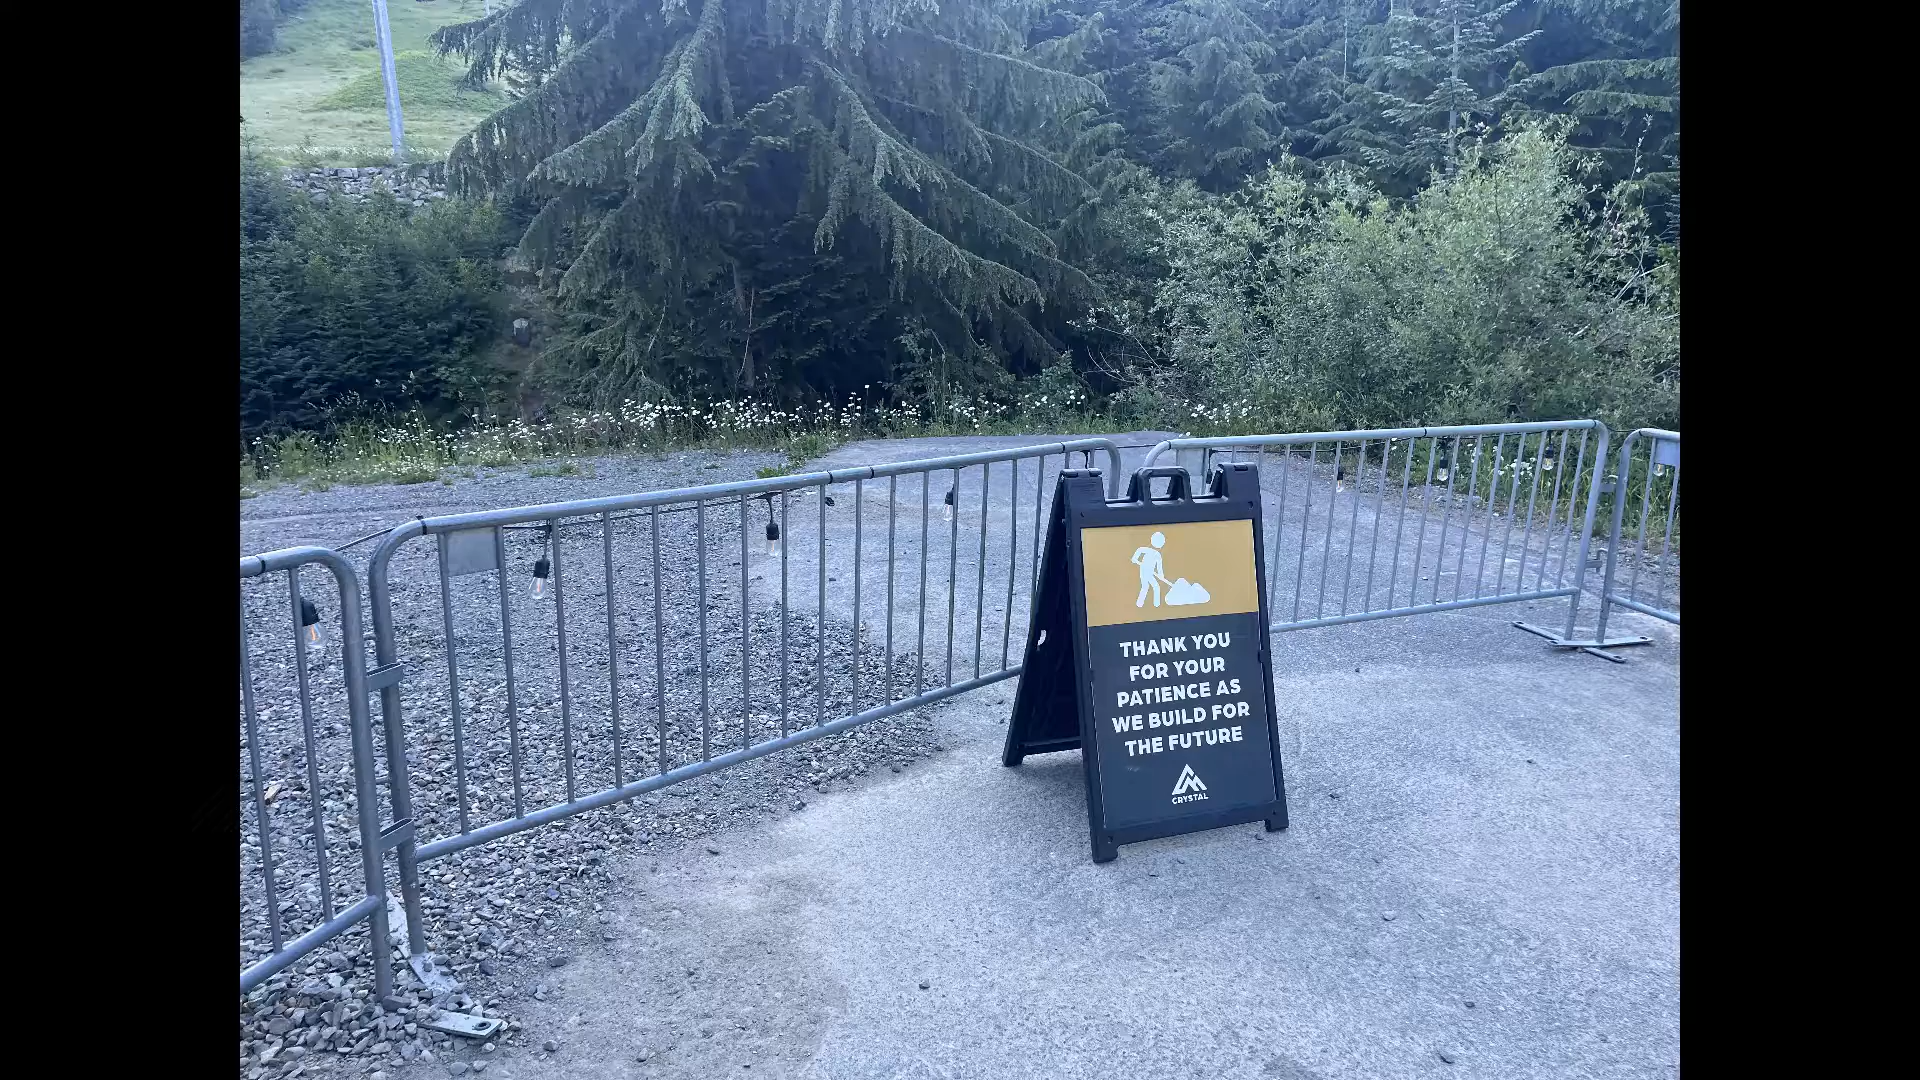 THANK YOU
FOR YOUR
PATIENCE AS
WE BUILD FOR
THE FUTURE
CRYSTAL